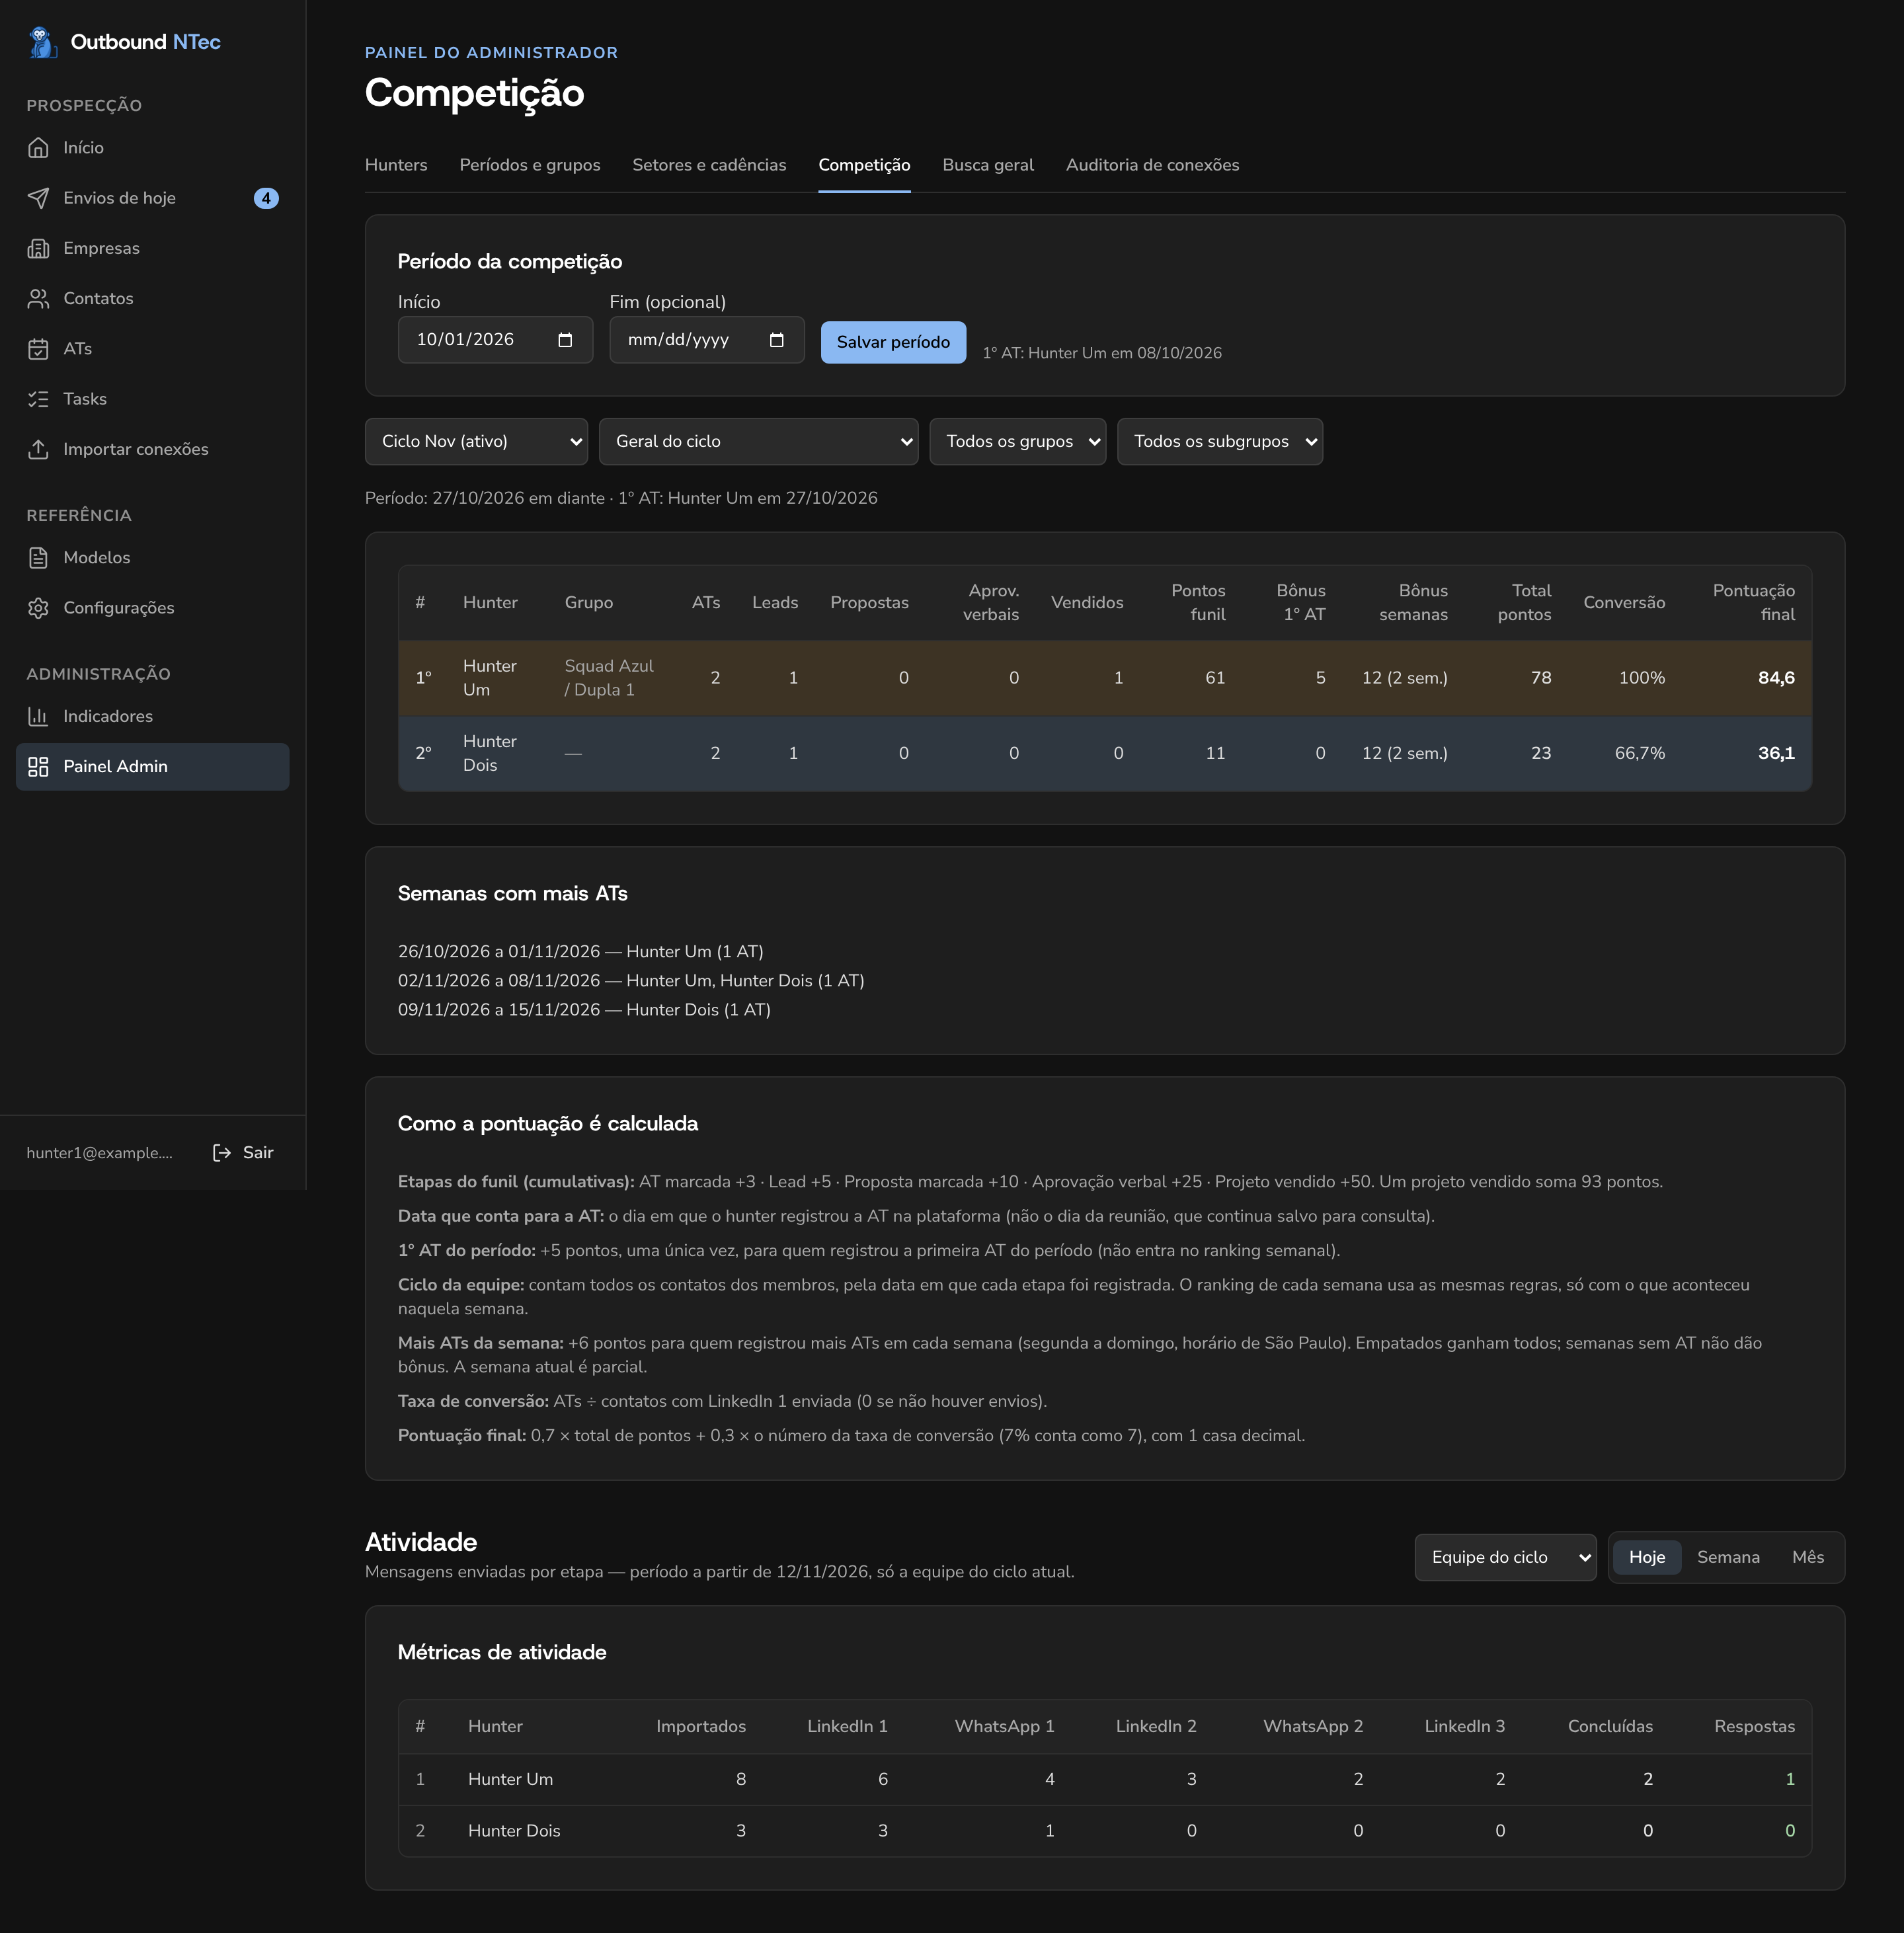 Outbound NTec
PROSPECÇÃO
Início
Envios de hoje 4
Empresas
Contatos
ATs
Tasks
Importar conexões
REFERÊNCIA
Modelos
Configurações
ADMINISTRAÇÃO
Indicadores
Painel Admin
hunter1@example.... Sair
PAINEL DO ADMINISTRADOR
Competição
Hunters Períodos e grupos Setores e cadências Competição Busca geral Auditoria de conexões
Período da competição
Início Fim (opcional)
10/01/2026 mm/dd/yyyy Salvar período 1º AT: Hunter Um em 08/10/2026
Ciclo Nov (ativo) Geral do ciclo Todos os grupos Todos os subgrupos
Período: 27/10/2026 em diante · 1º AT: Hunter Um em 27/10/2026
# Hunter Grupo ATs Leads Propostas Aprov. verbais Vendidos Pontos funil Bônus 1º AT Bônus semanas Total pontos Conversão Pontuação final
1º Hunter Um Squad Azul / Dupla 1 2 1 0 0 1 61 5 12 (2 sem.) 78 100% 84,6
2º Hunter Dois — 2 1 0 0 0 11 0 12 (2 sem.) 23 66,7% 36,1
Semanas com mais ATs
26/10/2026 a 01/11/2026 — Hunter Um (1 AT)
02/11/2026 a 08/11/2026 — Hunter Um, Hunter Dois (1 AT)
09/11/2026 a 15/11/2026 — Hunter Dois (1 AT)
Como a pontuação é calculada
Etapas do funil (cumulativas): AT marcada +3 · Lead +5 · Proposta marcada +10 · Aprovação verbal +25 · Projeto vendido +50. Um projeto vendido soma 93 pontos.
Data que conta para a AT: o dia em que o hunter registrou a AT na plataforma (não o dia da reunião, que continua salvo para consulta).
1º AT do período: +5 pontos, uma única vez, para quem registrou a primeira AT do período (não entra no ranking semanal).
Ciclo da equipe: contam todos os contatos dos membros, pela data em que cada etapa foi registrada. O ranking de cada semana usa as mesmas regras, só com o que aconteceu
naquela semana.
Mais ATs da semana: +6 pontos para quem registrou mais ATs em cada semana (segunda a domingo, horário de São Paulo). Empatados ganham todos; semanas sem AT não dão
bônus. A semana atual é parcial.
Taxa de conversão: ATs ÷ contatos com LinkedIn 1 enviada (0 se não houver envios).
Pontuação final: 0,7 × total de pontos + 0,3 × o número da taxa de conversão (7% conta como 7), com 1 casa decimal.
Atividade
Mensagens enviadas por etapa — período a partir de 12/11/2026, só a equipe do ciclo atual.
Equipe do ciclo Hoje Semana Mês
Métricas de atividade
# Hunter Importados LinkedIn 1 WhatsApp 1 LinkedIn 2 WhatsApp 2 LinkedIn 3 Concluídas Respostas
1 Hunter Um 8 6 4 3 2 2 2 1
2 Hunter Dois 3 3 1 0 0 0 0 0